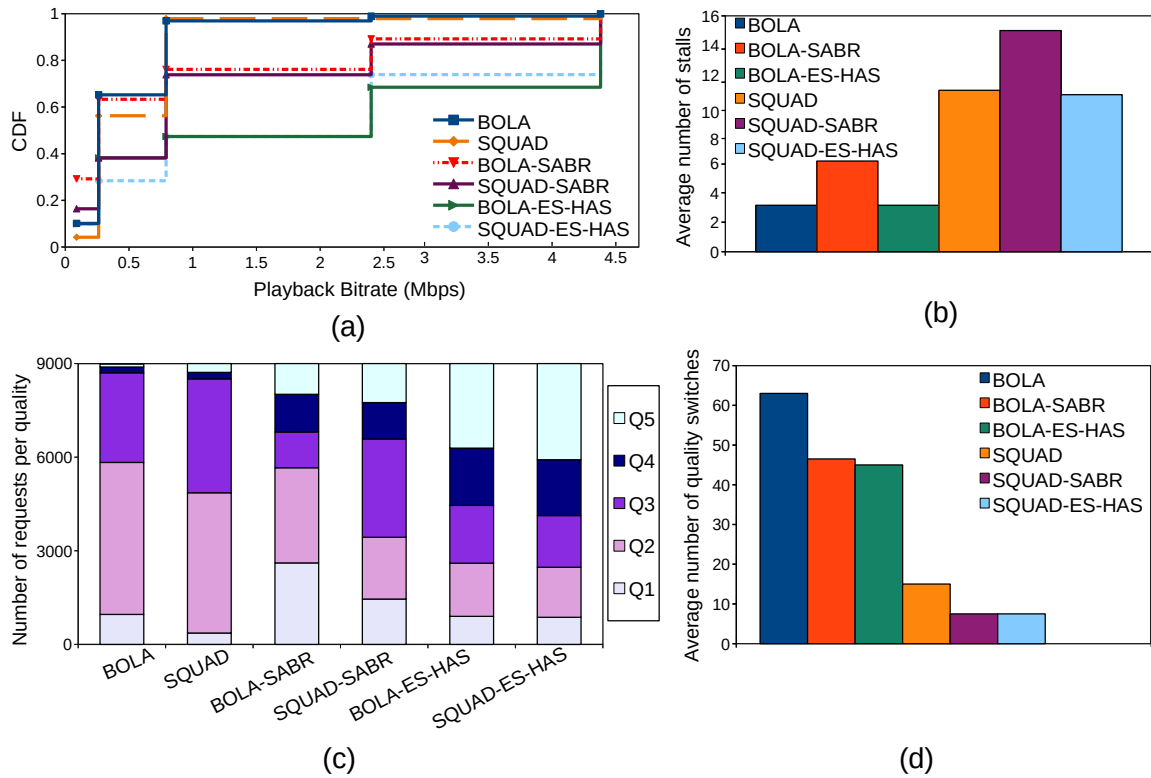 CDF
1
0.8
0.6
0.4
0.2
0
BOLA
SQUAD
BOLA-SABR
SQUAD-SABR
BOLA-ES-HAS
SQUAD-ES-HAS
0 0.5 1 1.5 2 2.5 3 3.5 4 4.5
Playback Bitrate (Mbps)
(a)
Average number of stalls
16
14
12
10
8
6
4
2
0
BOLA
BOLA-SABR
BOLA-ES-HAS
SQUAD
SQUAD-SABR
SQUAD-ES-HAS
(b)
Number of requests per quality
9000
6000
3000
0
Q5
Q4
Q3
Q2
Q1
BOLA
SQUAD
BOLA-SABR
SQUAD-SABR
BOLA-ES-HAS
SQUAD-ES-HAS
(c)
Average number of quality switches
70
60
50
40
30
20
10
0
BOLA
BOLA-SABR
BOLA-ES-HAS
SQUAD
SQUAD-SABR
SQUAD-ES-HAS
(d)